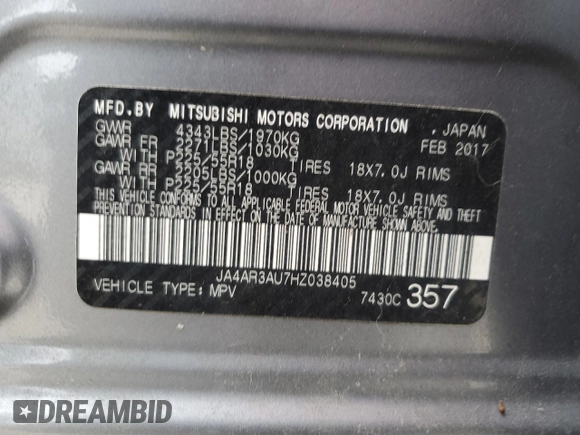 MFD.BY MITSUBISHI MOTORS CORPORATION , JAPAN
GWWR 4343LBS/1970KG FEB 2017
GAWR FR 2271LBS/1030KG
WITH P225/55R18 TIRES 18X7.0J RIMS
GAWR RR 2205LBS/1000KG
WITH P225/55R18 TIRES 18X7.0J RIMS
THIS VEHICLE CONFORMS TO ALL APPLICABLE FEDERAL MOTOR VEHICLE SAFETY AND THEFT
PREVENTION STANDARDS IN EFFECT ON THE DATE OF MANUFACTURE SHOWN ABOVE.
JA4AR3AU7HZ038405
VEHICLE TYPE: MPV 7430C 357
DREAMBID